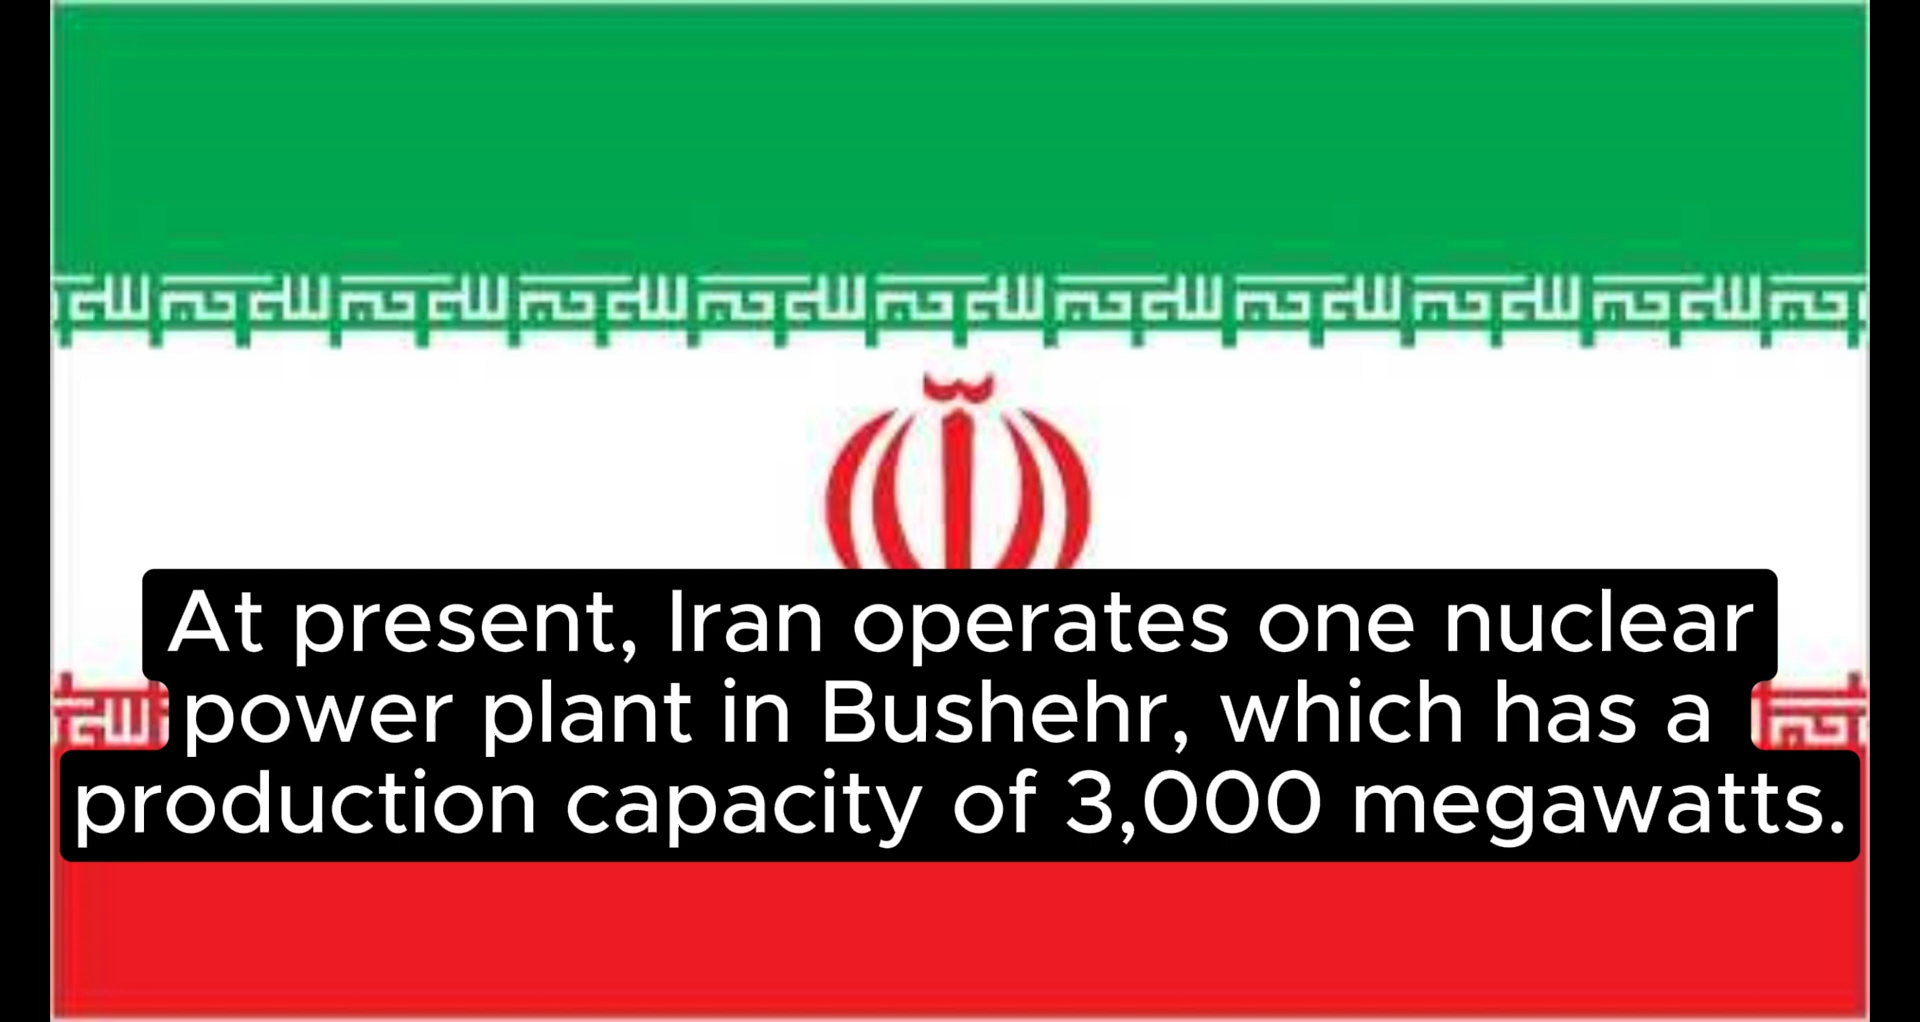 At present, Iran operates one nuclear
power plant in Bushehr, which has a
production capacity of 3,000 megawatts.